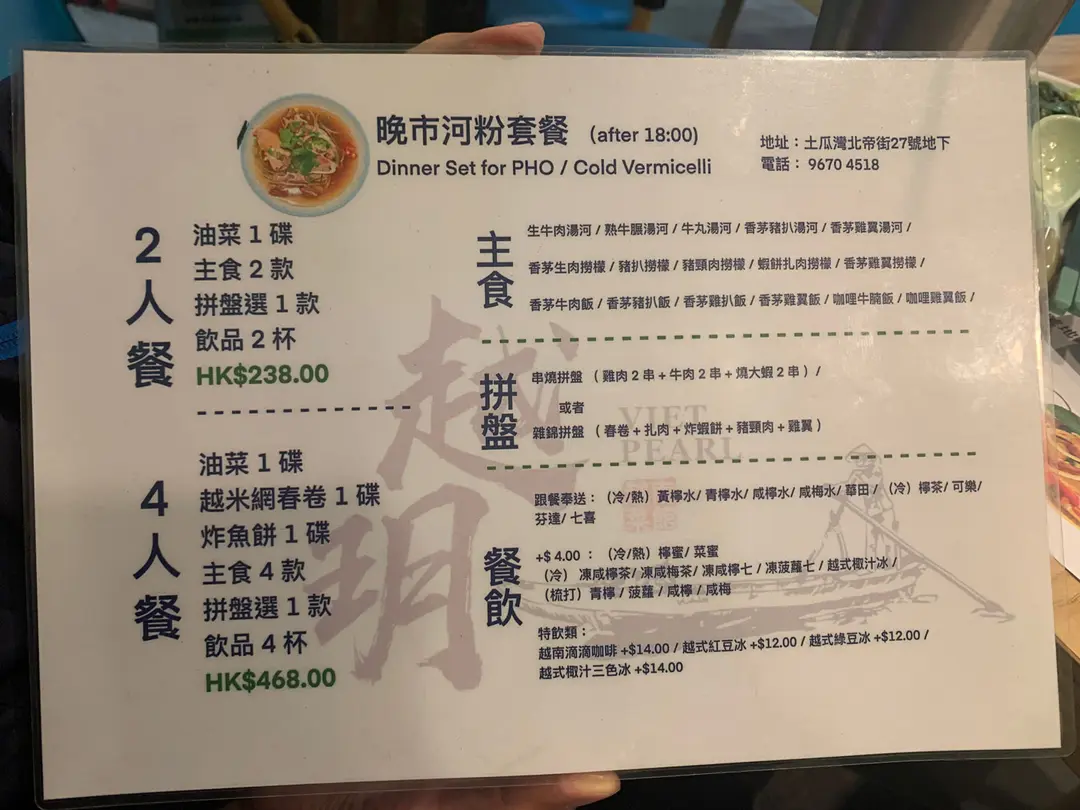 晚市河粉套餐 (after 18:00)
Dinner Set for PHO / Cold Vermicelli
地址：土瓜灣北帝街27號地下
電話： 9670 4518
2人餐
油菜 1 碟
主食 2 款
拼盤選 1 款
飲品 2 杯
HK$238.00
4人餐
油菜 1 碟
越米網春卷 1 碟
炸魚餅 1 碟
主食 4 款
拼盤選 1 款
飲品 4 杯
HK$468.00
主食
生牛肉湯河 / 熟牛𦟌湯河 / 牛丸湯河 / 香茅豬扒湯河 / 香茅雞翼湯河 /
香茅生肉撈檬 / 豬扒撈檬 / 豬頸肉撈檬 / 蝦餅扎肉撈檬 / 香茅雞翼撈檬 /
香茅牛肉飯 / 香茅豬扒飯 / 香茅雞扒飯 / 香茅雞翼飯 / 咖哩牛腩飯 / 咖哩雞翼飯 /
拼盤
串燒拼盤 （ 雞肉 2 串 + 牛肉 2 串 + 燒大蝦 2 串 ） /
或者
雜錦拼盤 （ 春卷 + 扎肉 + 炸蝦餅 + 豬頸肉 + 雞翼 ）
餐飲
跟餐奉送：（冷/熱）黃檸水/ 青檸水/ 咸檸水/ 咸梅水/ 華田/ （冷）檸茶/ 可樂/
芬達/ 七喜
+$ 4.00 ： （冷/熱）檸蜜/ 菜蜜
（冷） 凍咸檸茶/ 凍咸梅茶/ 凍咸檸七 / 凍菠蘿七 / 越式椰汁冰 /
（梳打）青檸 / 菠蘿 / 咸檸 / 咸梅
特飲類：
越南滴滴咖啡 +$14.00 / 越式紅豆冰 +$12.00 / 越式綠豆冰 +$12.00 /
越式椰汁三色冰 +$14.00
越玥
VIET
PEARL